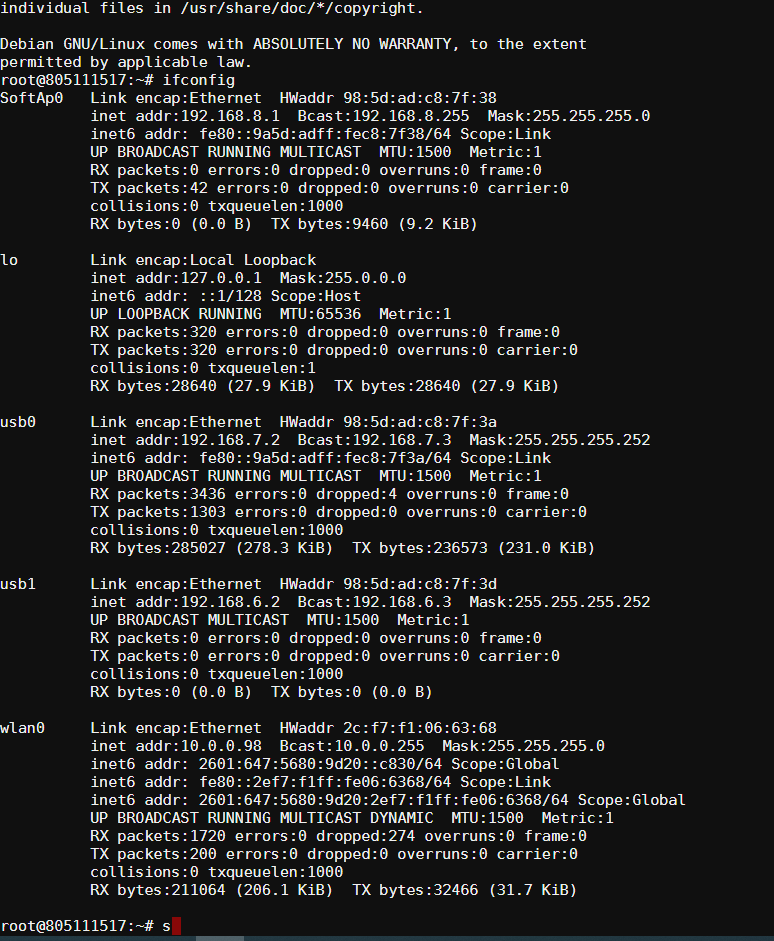 individual files in /usr/share/doc/*/copyright.
Debian GNU/Linux comes with ABSOLUTELY NO WARRANTY, to the extent
permitted by applicable law.
root@805111517:~# ifconfig
SoftAp0   Link encap:Ethernet  HWaddr 98:5d:ad:c8:7f:38
          inet addr:192.168.8.1  Bcast:192.168.8.255  Mask:255.255.255.0
          inet6 addr: fe80::9a5d:adff:fec8:7f38/64 Scope:Link
          UP BROADCAST RUNNING MULTICAST  MTU:1500  Metric:1
          RX packets:0 errors:0 dropped:0 overruns:0 frame:0
          TX packets:42 errors:0 dropped:0 overruns:0 carrier:0
          collisions:0 txqueuelen:1000
          RX bytes:0 (0.0 B)  TX bytes:9460 (9.2 KiB)
lo        Link encap:Local Loopback
          inet addr:127.0.0.1  Mask:255.0.0.0
          inet6 addr: ::1/128 Scope:Host
          UP LOOPBACK RUNNING  MTU:65536  Metric:1
          RX packets:320 errors:0 dropped:0 overruns:0 frame:0
          TX packets:320 errors:0 dropped:0 overruns:0 carrier:0
          collisions:0 txqueuelen:1
          RX bytes:28640 (27.9 KiB)  TX bytes:28640 (27.9 KiB)
usb0      Link encap:Ethernet  HWaddr 98:5d:ad:c8:7f:3a
          inet addr:192.168.7.2  Bcast:192.168.7.3  Mask:255.255.255.252
          inet6 addr: fe80::9a5d:adff:fec8:7f3a/64 Scope:Link
          UP BROADCAST RUNNING MULTICAST  MTU:1500  Metric:1
          RX packets:3436 errors:0 dropped:4 overruns:0 frame:0
          TX packets:1303 errors:0 dropped:0 overruns:0 carrier:0
          collisions:0 txqueuelen:1000
          RX bytes:285027 (278.3 KiB)  TX bytes:236573 (231.0 KiB)
usb1      Link encap:Ethernet  HWaddr 98:5d:ad:c8:7f:3d
          inet addr:192.168.6.2  Bcast:192.168.6.3  Mask:255.255.255.252
          UP BROADCAST MULTICAST  MTU:1500  Metric:1
          RX packets:0 errors:0 dropped:0 overruns:0 frame:0
          TX packets:0 errors:0 dropped:0 overruns:0 carrier:0
          collisions:0 txqueuelen:1000
          RX bytes:0 (0.0 B)  TX bytes:0 (0.0 B)
wlan0     Link encap:Ethernet  HWaddr 2c:f7:f1:06:63:68
          inet addr:10.0.0.98  Bcast:10.0.0.255  Mask:255.255.255.0
          inet6 addr: 2601:647:5680:9d20::c830/64 Scope:Global
          inet6 addr: fe80::2ef7:f1ff:fe06:6368/64 Scope:Link
          inet6 addr: 2601:647:5680:9d20:2ef7:f1ff:fe06:6368/64 Scope:Global
          UP BROADCAST RUNNING MULTICAST DYNAMIC  MTU:1500  Metric:1
          RX packets:1720 errors:0 dropped:274 overruns:0 frame:0
          TX packets:200 errors:0 dropped:0 overruns:0 carrier:0
          collisions:0 txqueuelen:1000
          RX bytes:211064 (206.1 KiB)  TX bytes:32466 (31.7 KiB)
root@805111517:~# s